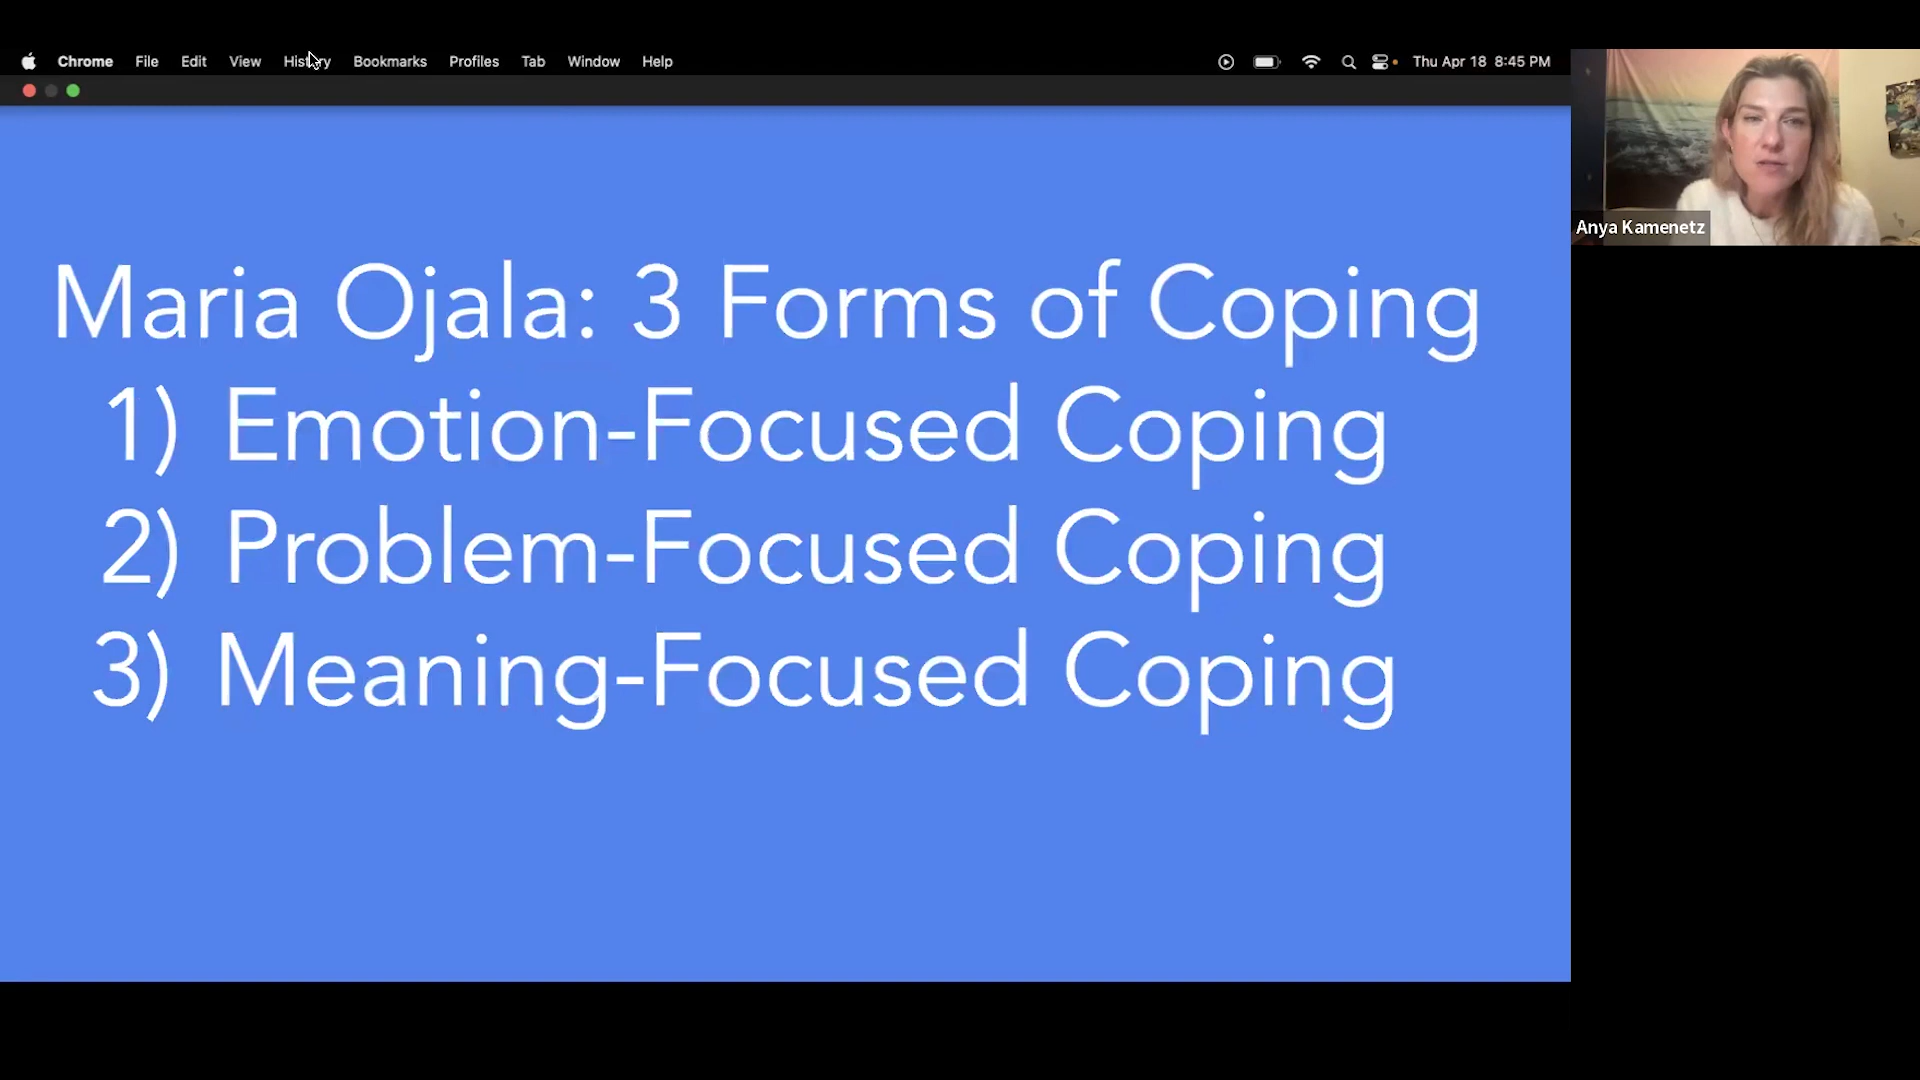 Chrome File Edit View History Bookmarks Profiles Tab Window Help Thu Apr 18 8:45 PM
Anya Kamenetz
Maria Ojala: 3 Forms of Coping
1) Emotion-Focused Coping
2) Problem-Focused Coping
3) Meaning-Focused Coping